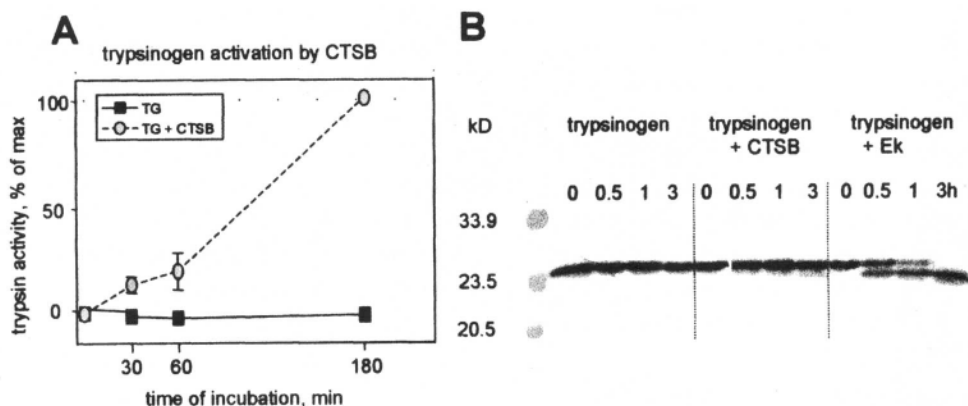 A
trypsinogen activation by CTSB
100
50
0
TG
TG + CTSB
trypsin activity, % of max
30 60 180
time of incubation, min
B
kD trypsinogen trypsinogen + CTSB trypsinogen + Ek
0 0.5 1 3 0 0.5 1 3 0 0.5 1 3h
33.9
23.5
20.5